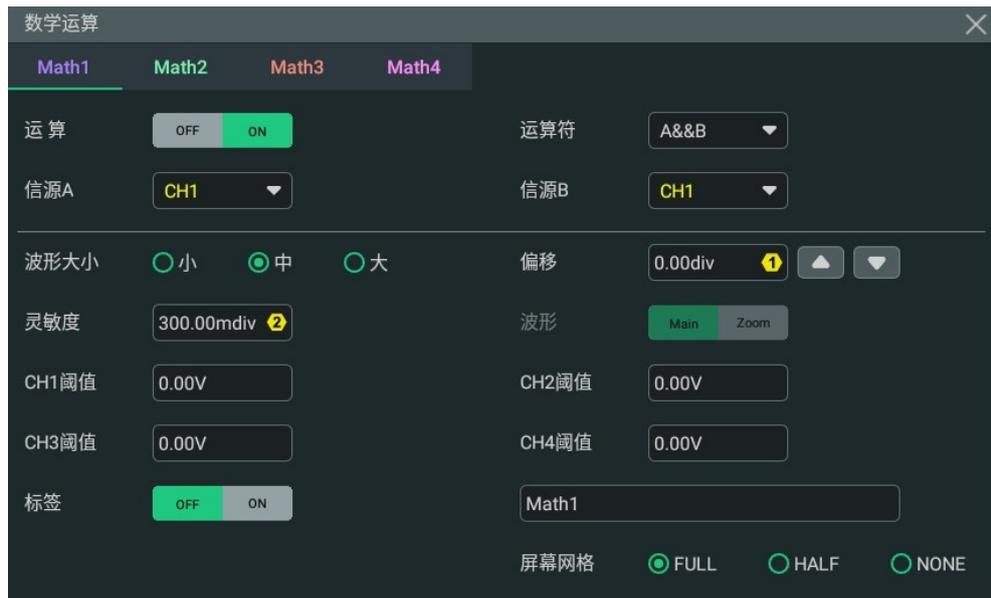 数学运算
Math1 Math2 Math3 Math4
运 算 OFF ON 运算符 A&&B
信源A CH1 信源B CH1
波形大小 小 中 大 偏移 0.00div 1
灵敏度 300.00mdiv 2 波形 Main Zoom
CH1阈值 0.00V CH2阈值 0.00V
CH3阈值 0.00V CH4阈值 0.00V
标签 OFF ON Math1
屏幕网格 FULL HALF NONE